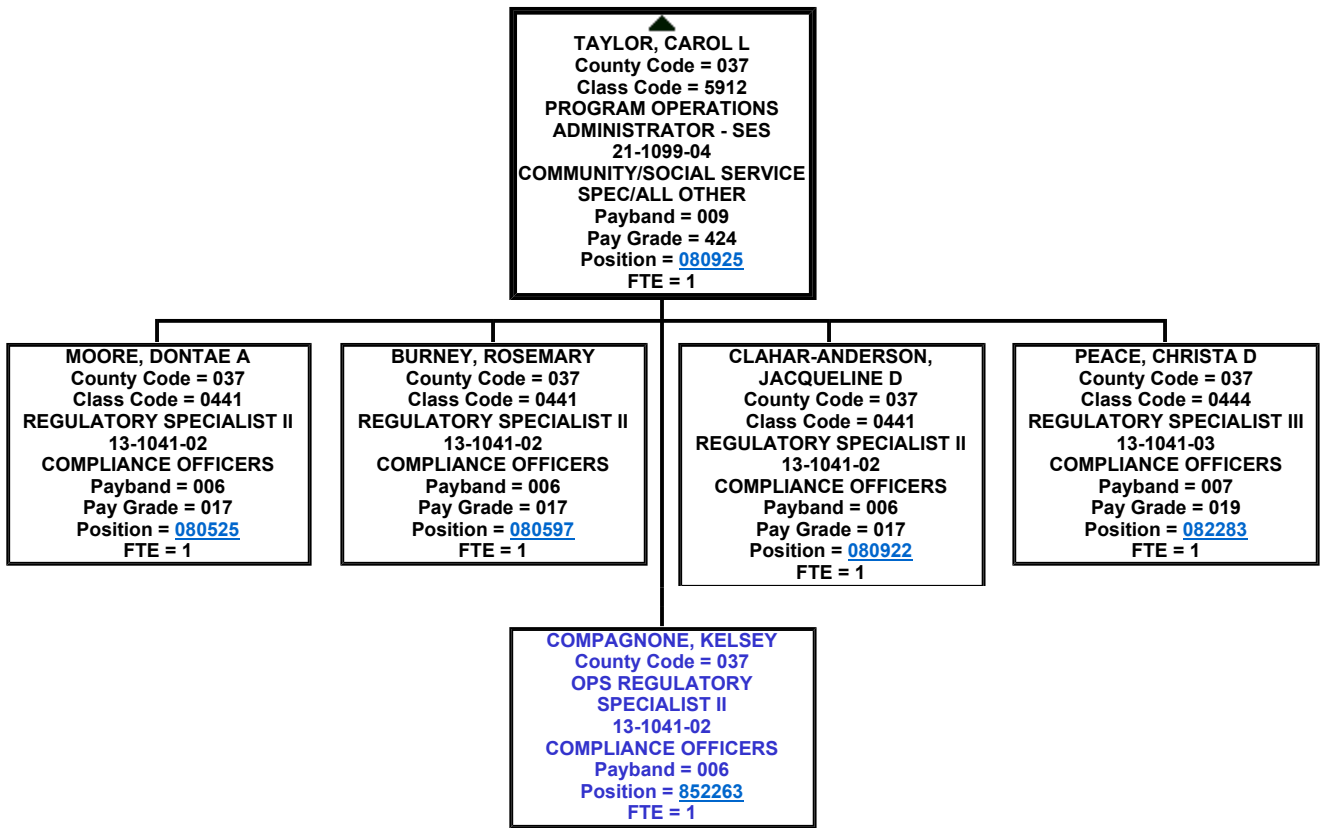 TAYLOR, CAROL L
County Code = 037
Class Code = 5912
PROGRAM OPERATIONS
ADMINISTRATOR - SES
21-1099-04
COMMUNITY/SOCIAL SERVICE
SPEC/ALL OTHER
Payband = 009
Pay Grade = 424
Position = 080925
FTE = 1
MOORE, DONTAE A
County Code = 037
Class Code = 0441
REGULATORY SPECIALIST II
13-1041-02
COMPLIANCE OFFICERS
Payband = 006
Pay Grade = 017
Position = 080525
FTE = 1
BURNEY, ROSEMARY
County Code = 037
Class Code = 0441
REGULATORY SPECIALIST II
13-1041-02
COMPLIANCE OFFICERS
Payband = 006
Pay Grade = 017
Position = 080597
FTE = 1
CLAHAR-ANDERSON,
JACQUELINE D
County Code = 037
Class Code = 0441
REGULATORY SPECIALIST II
13-1041-02
COMPLIANCE OFFICERS
Payband = 006
Pay Grade = 017
Position = 080922
FTE = 1
PEACE, CHRISTA D
County Code = 037
Class Code = 0444
REGULATORY SPECIALIST III
13-1041-03
COMPLIANCE OFFICERS
Payband = 007
Pay Grade = 019
Position = 082283
FTE = 1
COMPAGNONE, KELSEY
County Code = 037
OPS REGULATORY
SPECIALIST II
13-1041-02
COMPLIANCE OFFICERS
Payband = 006
Position = 852263
FTE = 1